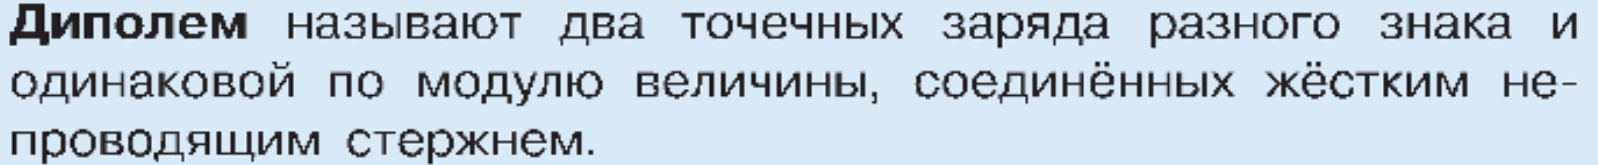 Диполем называют два точечных заряда разного знака и
одинаковой по модулю величины, соединённых жёстким не-
проводящим стержнем.